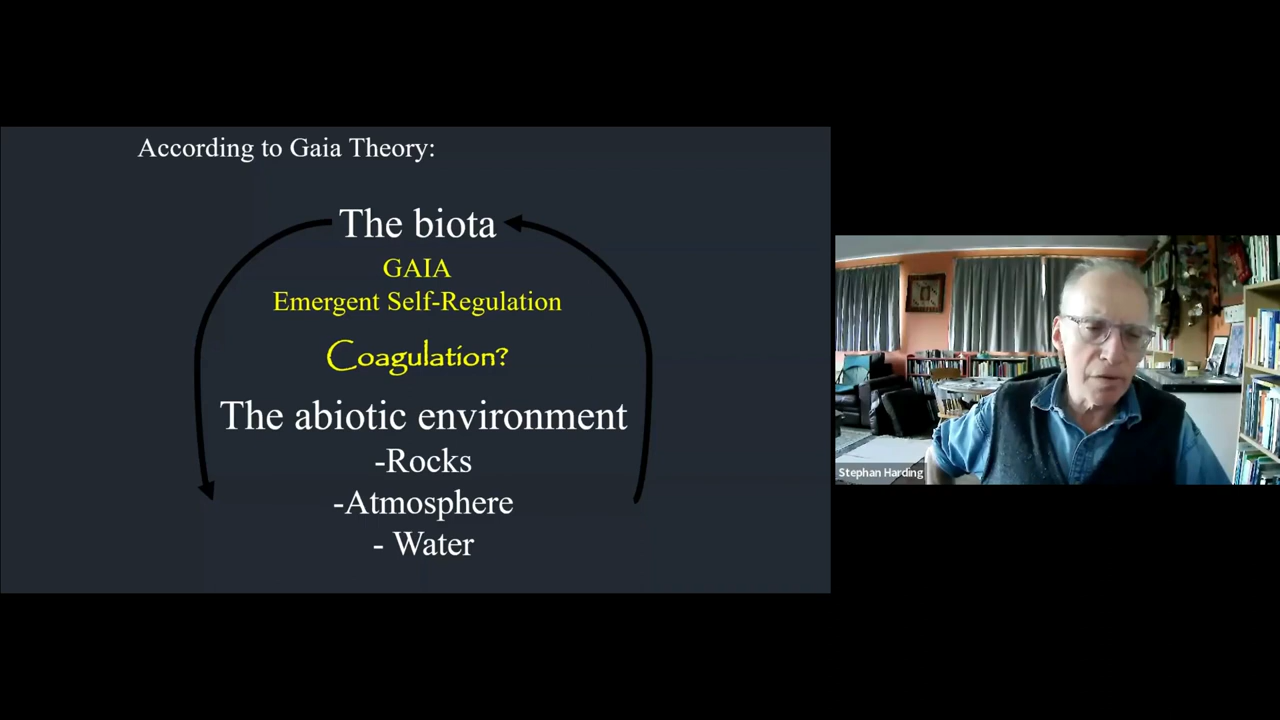 According to Gaia Theory:
The biota
GAIA
Emergent Self-Regulation
Coagulation?
The abiotic environment
-Rocks
-Atmosphere
- Water
Stephan Harding